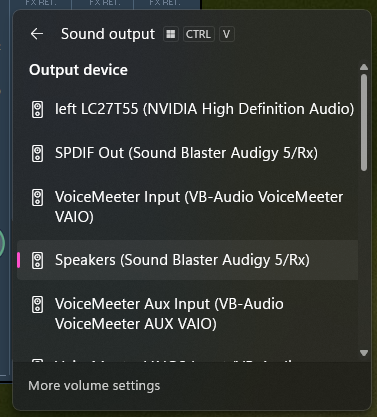 FX RET. FX RET. FX RET.
Sound output CTRL V
Output device
left LC27T55 (NVIDIA High Definition Audio)
SPDIF Out (Sound Blaster Audigy 5/Rx)
VoiceMeeter Input (VB-Audio VoiceMeeter
VAIO)
Speakers (Sound Blaster Audigy 5/Rx)
VoiceMeeter Aux Input (VB-Audio
VoiceMeeter AUX VAIO)
More volume settings